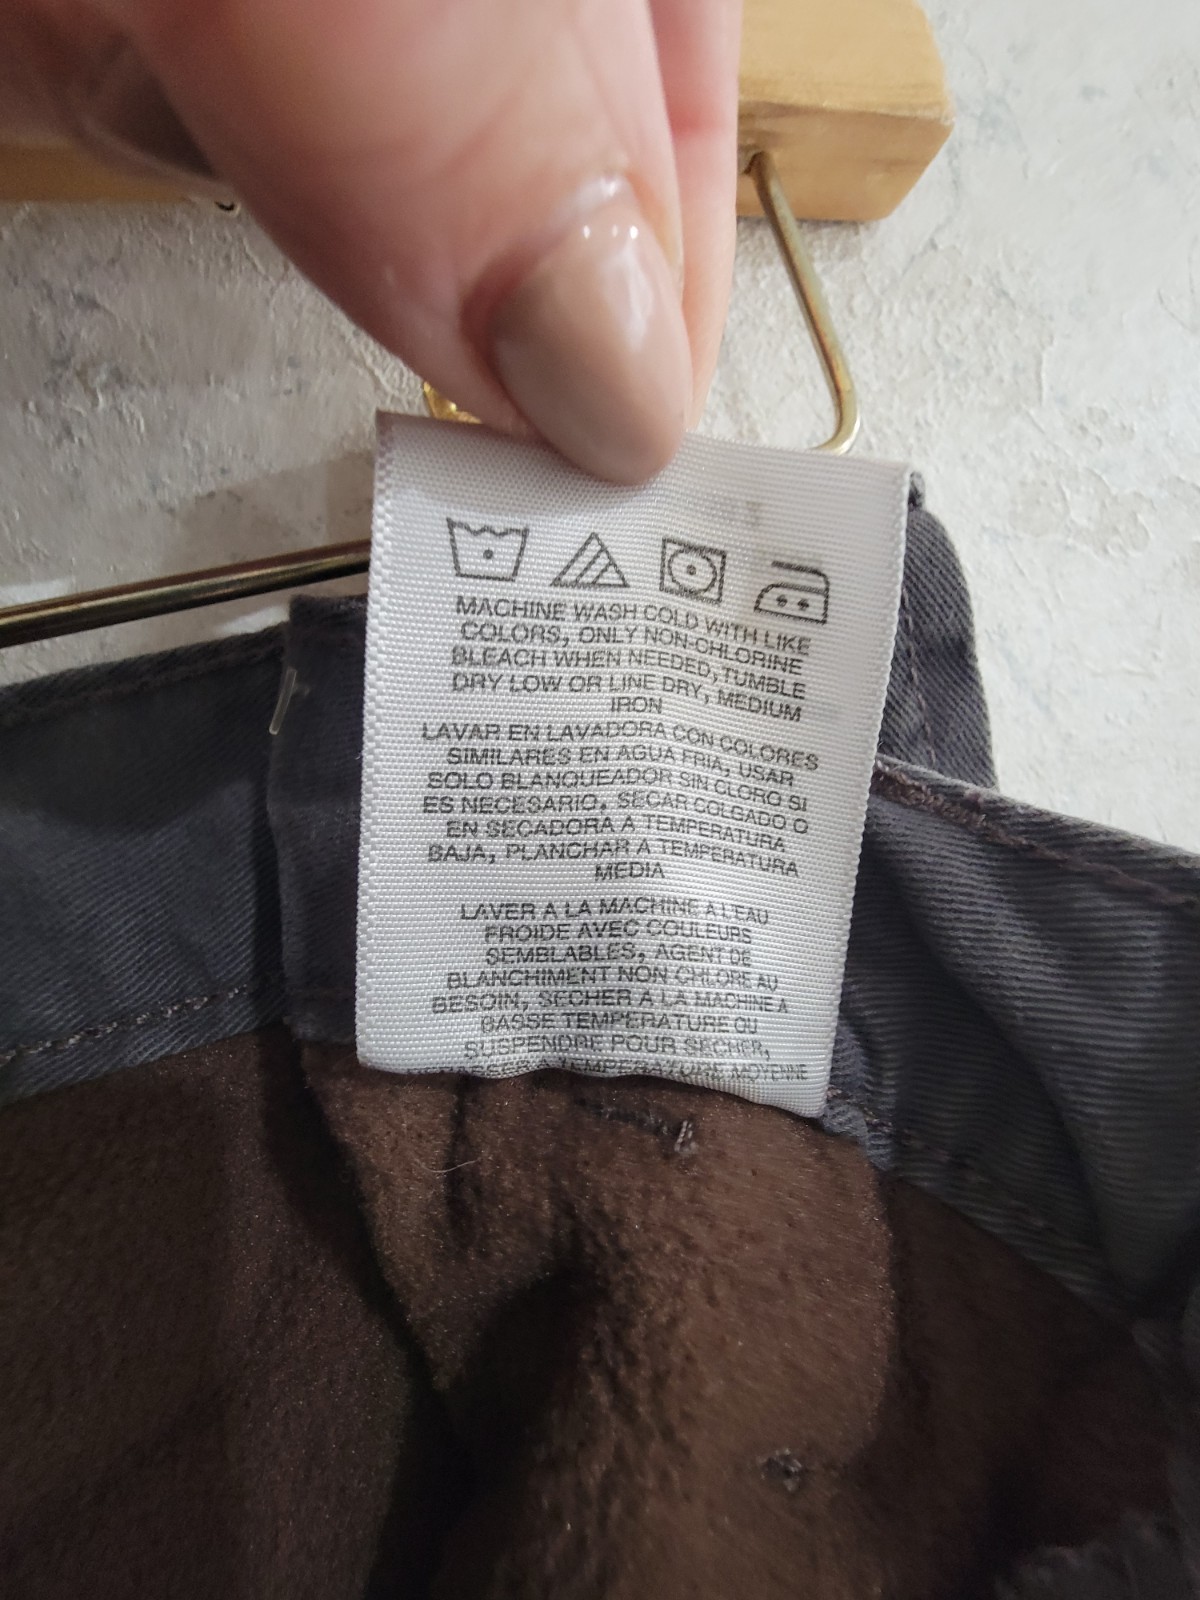 MACHINE WASH COLD WITH LIKE
COLORS, ONLY NON-CHLORINE
BLEACH WHEN NEEDED, TUMBLE
DRY LOW OR LINE DRY, MEDIUM
IRON
LAVAR EN LAVADORA CON COLORES
SIMILARES EN AGUA FRIA, USAR
SOLO BLANQUEADOR SIN CLORO SI
ES NECESARIO, SECAR COLGADO O
EN SECADORA A TEMPERATURA
BAJA, PLANCHAR A TEMPERATURA
MEDIA
LAVER A LA MACHINE A L'EAU
FROIDE AVEC COULEURS
SEMBLABLES, AGENT DE
BLANCHIMENT NON CHLORE AU
BESOIN, SECHER A LA MACHINE A
BASSE TEMPERATURE OU
SUSPENDRE POUR SECHER,
A TEMPERATURE MOYENNE